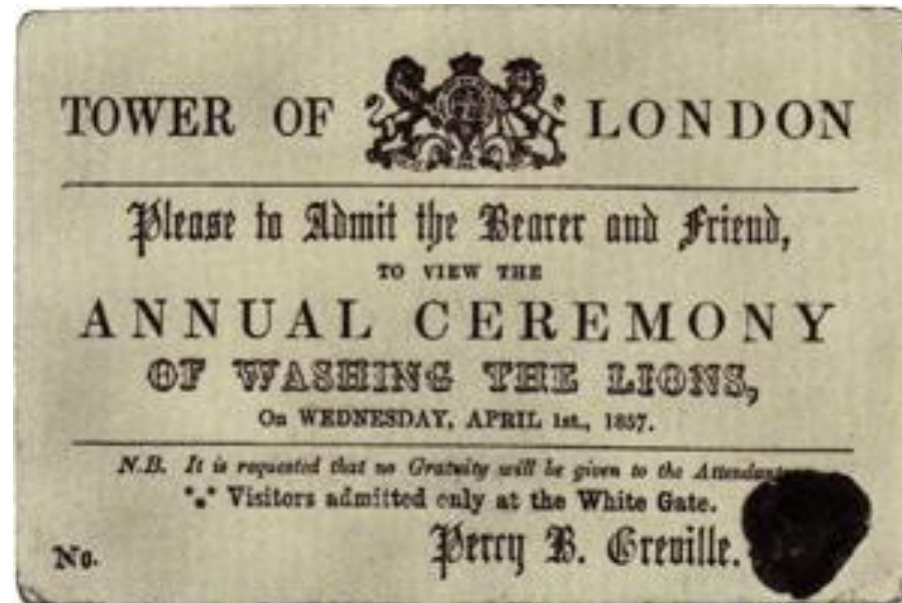 TOWER OF LONDON
Please to Admit the Bearer and Friend,
TO VIEW THE
ANNUAL CEREMONY
OF WASHING THE LIONS,
On WEDNESDAY, APRIL 1st., 1857.
N.B. It is requested that no Gratuity will be given to the Attendants
*** Visitors admitted only at the White Gate.
No.
Percy B. Greville.